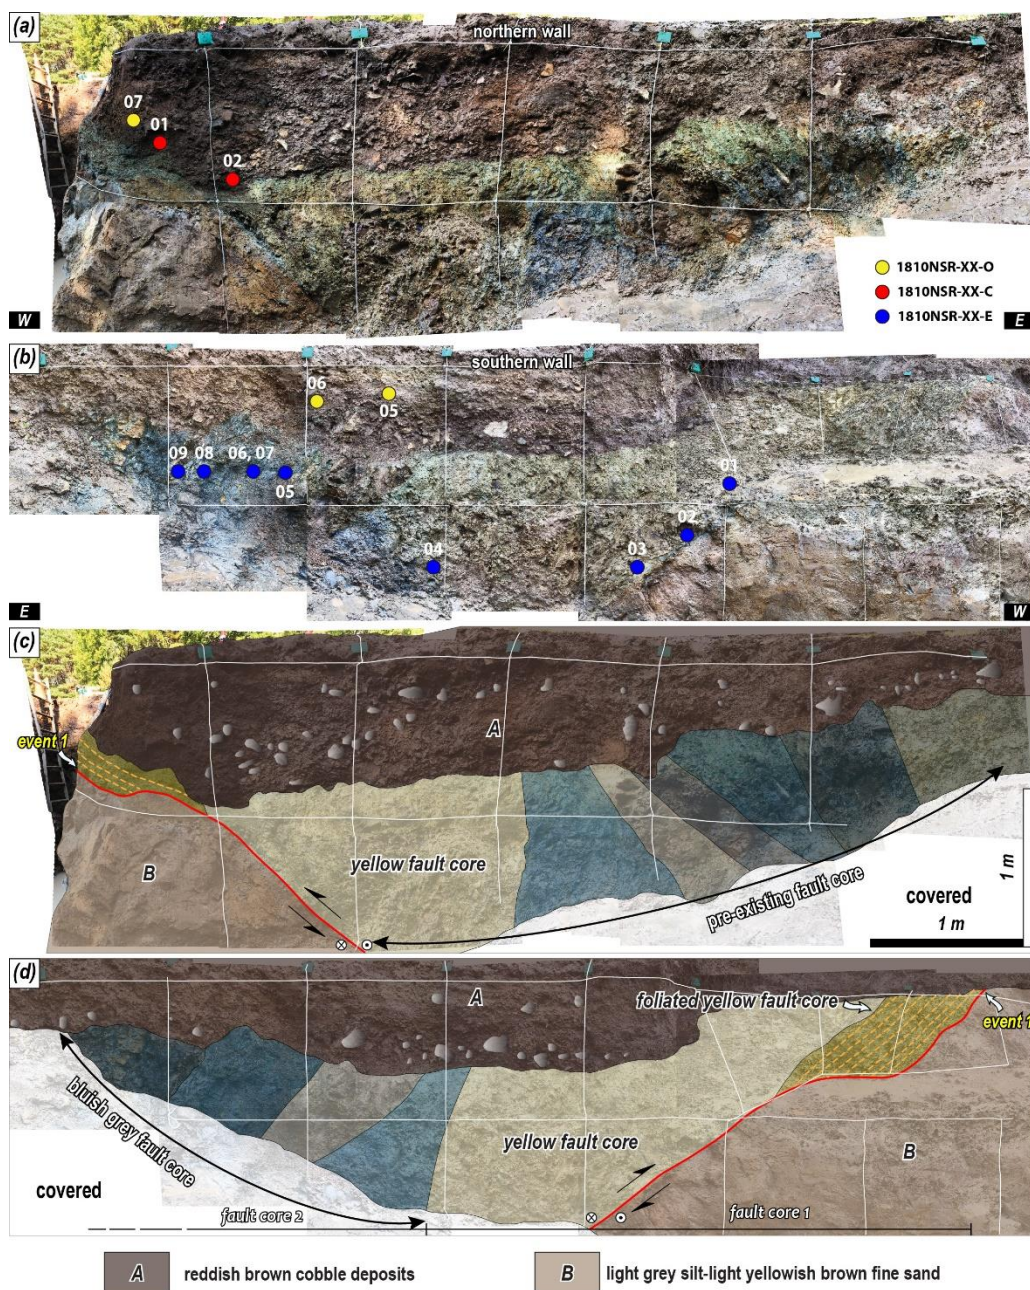 (a)
northern wall
07
01
02
1810NSR-XX-O
1810NSR-XX-C
1810NSR-XX-E
W
E
(b)
southern wall
06
05
09
08
06, 07
05
01
02
04
03
E
W
(c)
A
event 1
B
yellow fault core
pre-existing fault core
1 m
covered
1 m
(d)
A
foliated yellow fault core
event 1
bluish grey fault core
yellow fault core
B
covered
fault core 2
fault core 1
A
reddish brown cobble deposits
B
light grey silt-light yellowish brown fine sand